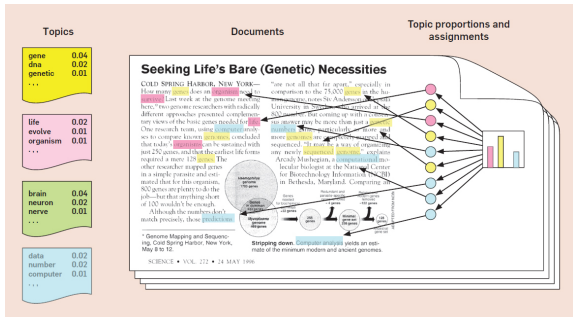 Topics
Documents
Topic proportions and
assignments
gene 0.04
dna 0.02
genetic 0.01
. . .
life 0.02
evolve 0.01
organism 0.01
. . .
brain 0.04
neuron 0.02
nerve 0.01
. . .
data 0.02
number 0.02
computer 0.01
. . .
Seeking Life's Bare (Genetic) Necessities
COLD SPRING HARBOR, NEW YORK—
How many genes does an organism need to
survive? Last week at the genome meeting
here,* two genome researchers with radically
different approaches presented complemen-
tary views of the basic genes needed for life.
One research team, using computer analy-
ses to compare known genomes, concluded
that today's organisms can be sustained with
just 250 genes, and that the earliest life forms
required a mere 128 genes. The
other researcher mapped genes
in a simple parasite and esti-
mated that for this organism,
800 genes are plenty to do the
job—but that anything short
of 100 wouldn't be enough.
Although the numbers don't
match precisely, those predictions
* Genome Mapping and Sequenc-
ing, Cold Spring Harbor, New York,
May 8 to 12.
"are not all that far apart," especially in
comparison to the 75,000 genes in the hu-
genome, notes Siv Andersson
University in arrived at the
800 number. But coming up with a
sus answer may be more than just a
numbers particularly more and
more genomes are mapped and
sequenced. "It may be a way of organizing
any newly sequenced genome," explains
Arcady Mushegian, a computational mo-
lecular biologist at the National Center
for Biotechnology Information (NCBI)
in Bethesda, Maryland. Comparing an
Stripping down. Computer analysis yields an esti-
mate of the minimum modern and ancient genomes.
SCIENCE • VOL. 272 • 24 MAY 1996